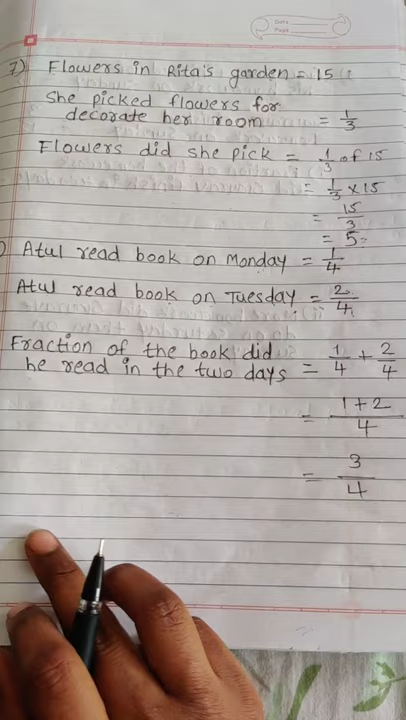 Date
Page
7) Flowers in Rita's garden = 15
She picked flowers for
decorate her room = 1/3
Flowers did she pick = 1/3 of 15
= 1/3 × 15
= 15/3
= 5
) Atul read book on Monday = 1/4
Atul read book on Tuesday = 2/4
Fraction of the book did
he read in the two days = 1/4 + 2/4
= 1+2/4
= 3/4